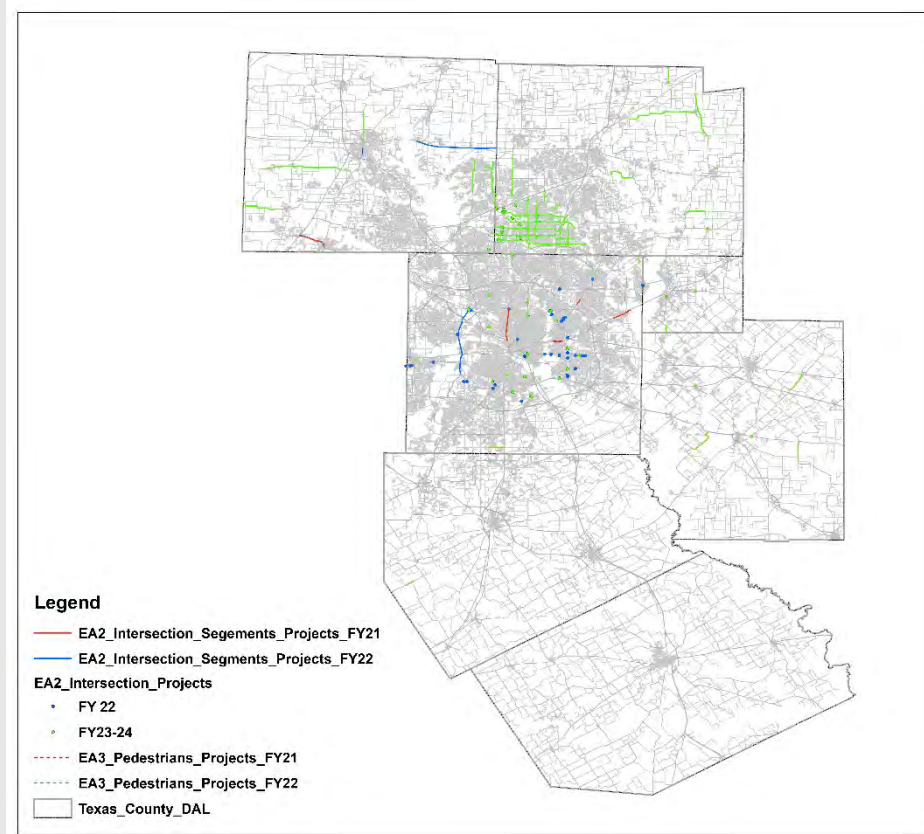 Legend
EA2_Intersection_Segements_Projects_FY21
EA2_Intersection_Segments_Projects_FY22
EA2_Intersection_Projects
FY 22
FY23-24
EA3_Pedestrians_Projects_FY21
EA3_Pedestrians_Projects_FY22
Texas_County_DAL